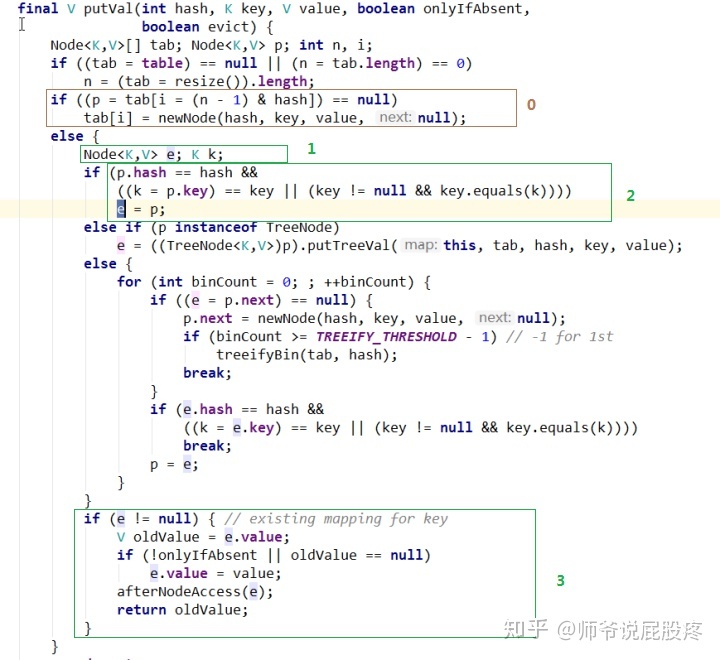 final V putVal(int hash, K key, V value, boolean onlyIfAbsent,
               boolean evict) {
    Node<K,V>[] tab; Node<K,V> p; int n, i;
    if ((tab = table) == null || (n = tab.length) == 0)
        n = (tab = resize()).length;
    if ((p = tab[i = (n - 1) & hash]) == null)
        tab[i] = newNode(hash, key, value, next: null); 0
    else {
        Node<K,V> e; K k; 1
        if (p.hash == hash &&
            ((k = p.key) == key || (key != null && key.equals(k)))) 2
            e = p;
        else if (p instanceof TreeNode)
            e = ((TreeNode<K,V>)p).putTreeVal( map: this, tab, hash, key, value);
        else {
            for (int binCount = 0; ; ++binCount) {
                if ((e = p.next) == null) {
                    p.next = newNode(hash, key, value, next: null);
                    if (binCount >= TREEIFY_THRESHOLD - 1) // -1 for 1st
                        treeifyBin(tab, hash);
                    break;
                }
                if (e.hash == hash &&
                    ((k = e.key) == key || (key != null && key.equals(k))))
                    break;
                p = e;
            }
        }
        if (e != null) { // existing mapping for key
            V oldValue = e.value;
            if (!onlyIfAbsent || oldValue == null)
                e.value = value; 3
            afterNodeAccess(e);
            return oldValue;
        }
    }
知乎 @师爷说屁股疼